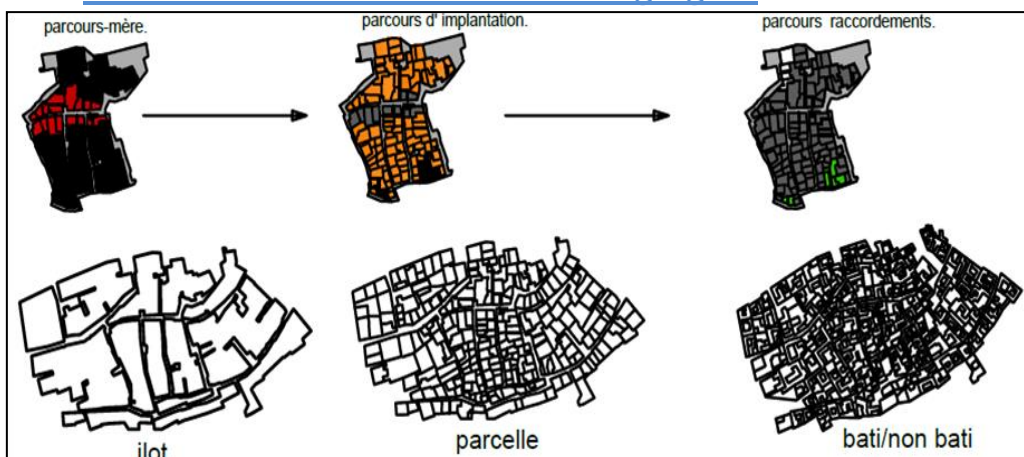 parcours-mère.
parcours d' implantation.
parcours raccordements.
ilot
parcelle
bati/non bati